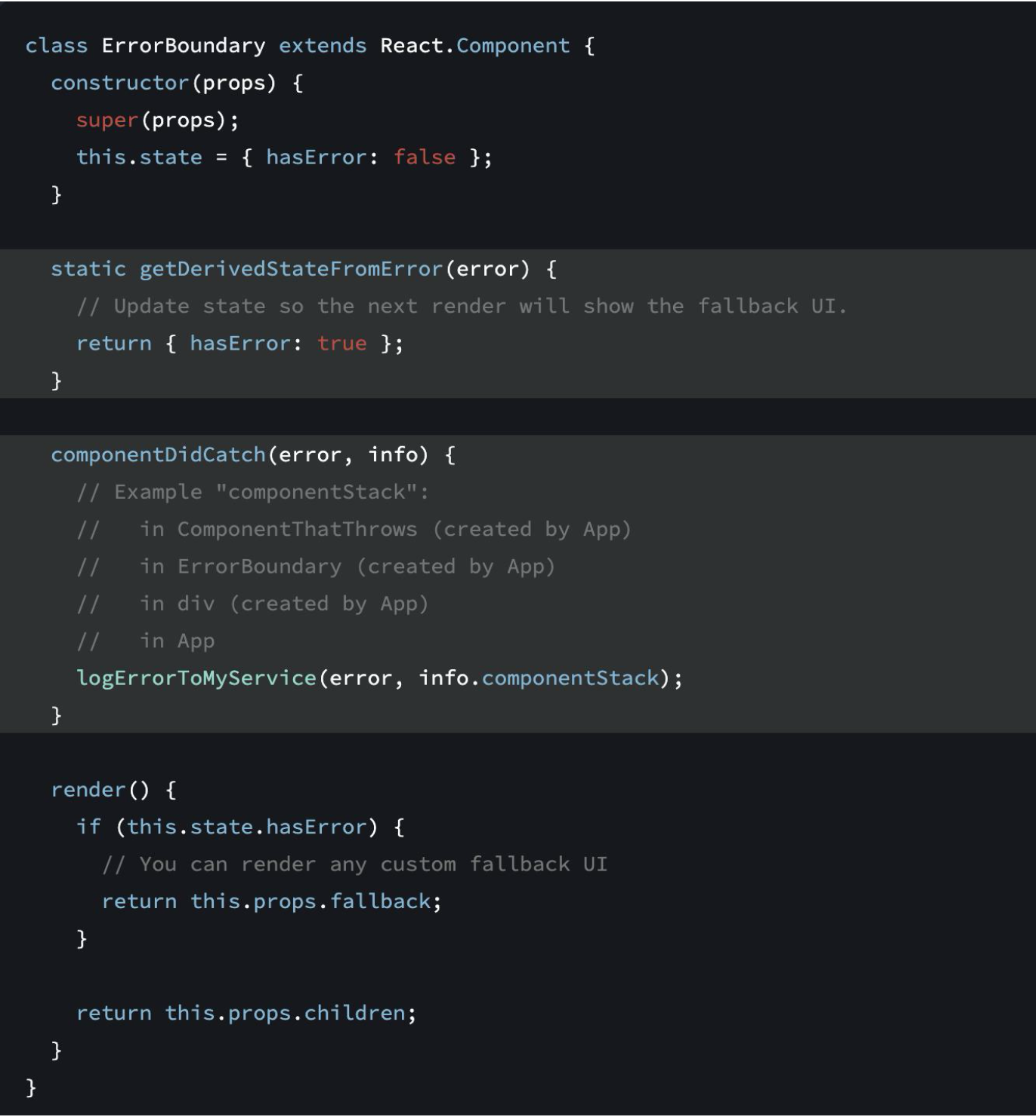 class ErrorBoundary extends React.Component {
  constructor(props) {
    super(props);
    this.state = { hasError: false };
  }

  static getDerivedStateFromError(error) {
    // Update state so the next render will show the fallback UI.
    return { hasError: true };
  }

  componentDidCatch(error, info) {
    // Example "componentStack":
    //   in ComponentThatThrows (created by App)
    //   in ErrorBoundary (created by App)
    //   in div (created by App)
    //   in App
    logErrorToMyService(error, info.componentStack);
  }

  render() {
    if (this.state.hasError) {
      // You can render any custom fallback UI
      return this.props.fallback;
    }

    return this.props.children;
  }
}